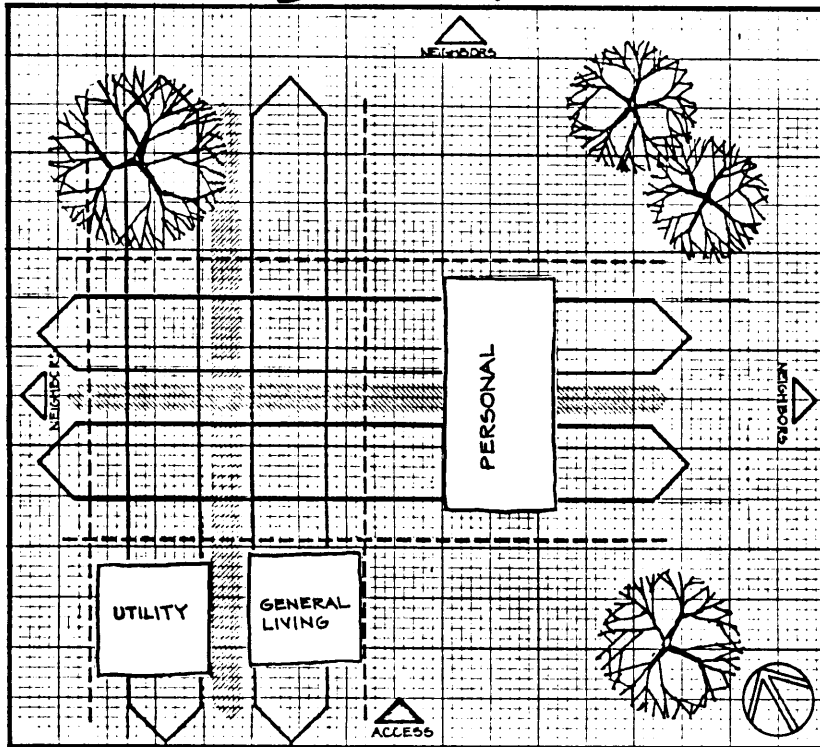 NEIGHBORS
NEIGHBORS
NEIGHBORS
PERSONAL
UTILITY
GENERAL
LIVING
ACCESS